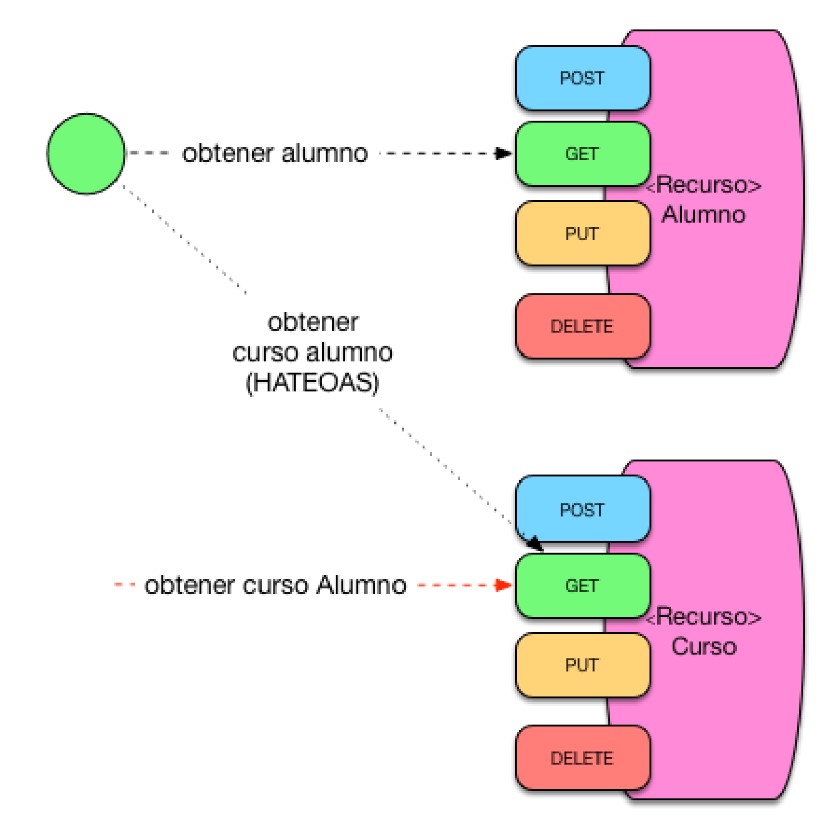 POST
obtener alumno
GET
<Recurso>
Alumno
PUT
DELETE
obtener
curso alumno
(HATEOAS)
POST
obtener curso Alumno
GET
<Recurso>
Curso
PUT
DELETE